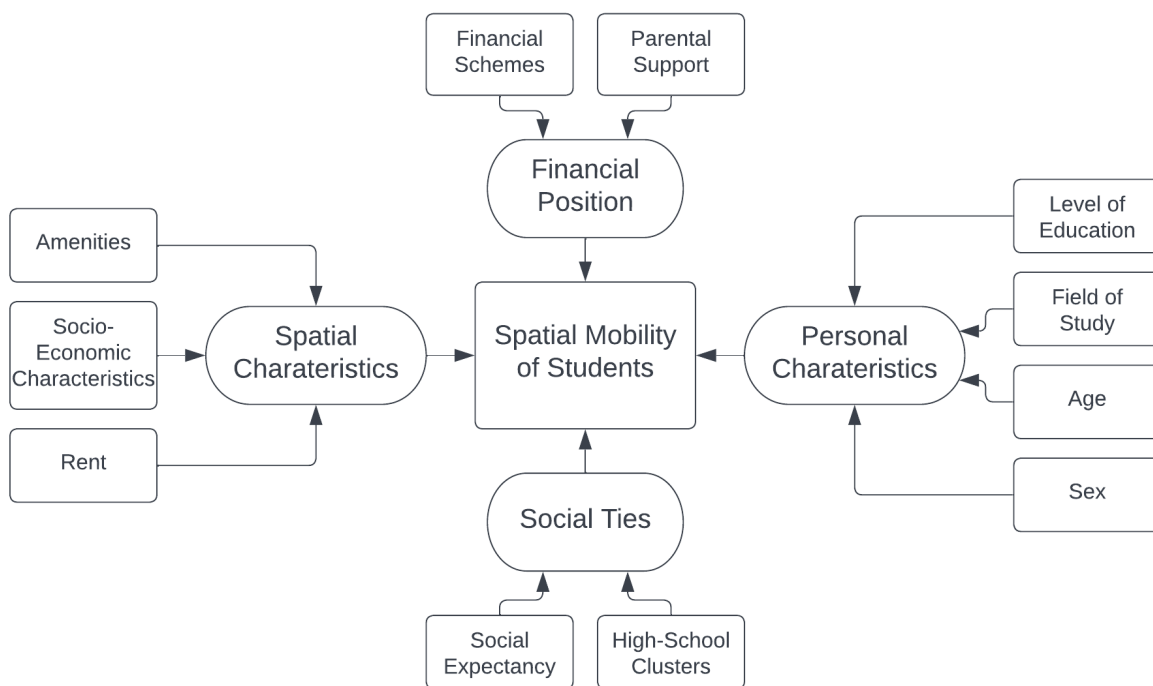 Financial
Schemes
Parental
Support
Financial
Position
Amenities
Socio-
Economic
Characteristics
Rent
Spatial
Charateristics
Spatial Mobility
of Students
Personal
Charateristics
Level of
Education
Field of
Study
Age
Sex
Social Ties
Social
Expectancy
High-School
Clusters